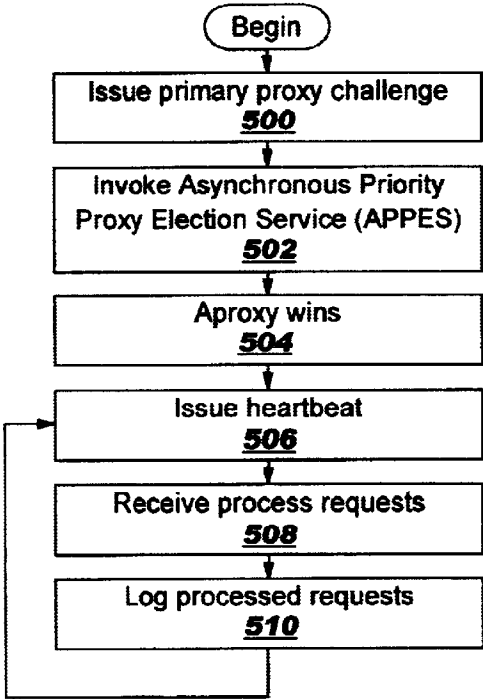 Begin
Issue primary proxy challenge
500
Invoke Asynchronous Priority
Proxy Election Service (APPES)
502
Aproxy wins
504
Issue heartbeat
506
Receive process requests
508
Log processed requests
510